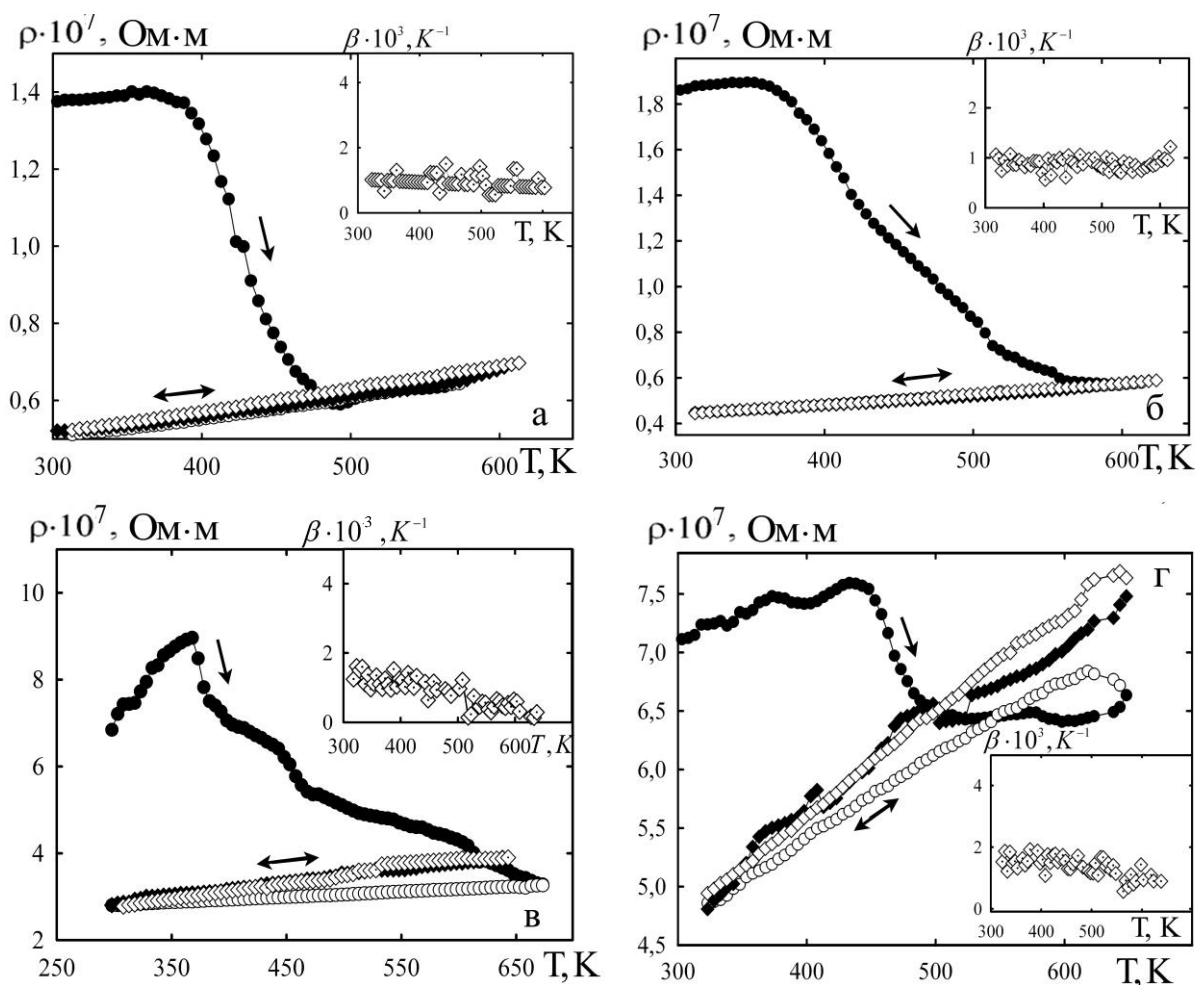 ρ·10⁷, Ом·м
β·10³, K⁻¹
1,4
1,2
1,0
0,8
0,6
4
2
0
300 400 500 T, K
а
300 400 500 600 T, K
ρ·10⁷, Ом·м
β·10³, K⁻¹
1,8
1,6
1,4
1,2
1,0
0,8
0,6
0,4
2
1
0
300 400 500 T, K
б
300 400 500 600 T, K
ρ·10⁷, Ом·м
β·10³, K⁻¹
10
8
6
4
2
4
2
0
300 400 500 600 T, K
в
250 350 450 550 650 T, K
ρ·10⁷, Ом·м
г
7,5
7,0
6,5
6,0
5,5
5,0
4,5
β·10³, K⁻¹
4
2
0
300 400 500 T, K
300 400 500 600 T, K